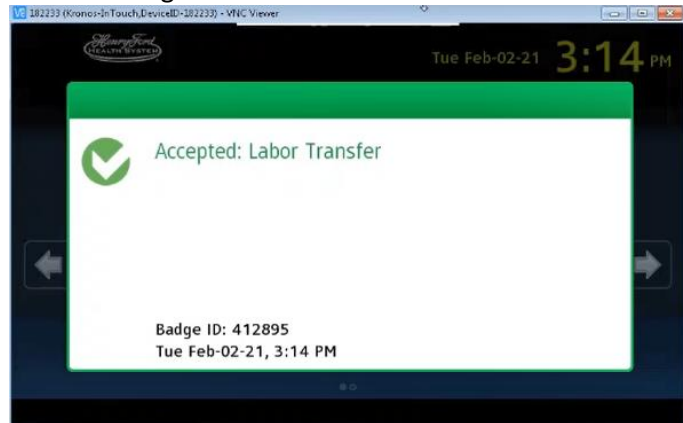 182233 (Kronos-InTouch,DeviceID-182233) - VNC Viewer
Henry Ford
HEALTH SYSTEM
Tue Feb-02-21 3:14 PM
Accepted: Labor Transfer
Badge ID: 412895
Tue Feb-02-21, 3:14 PM